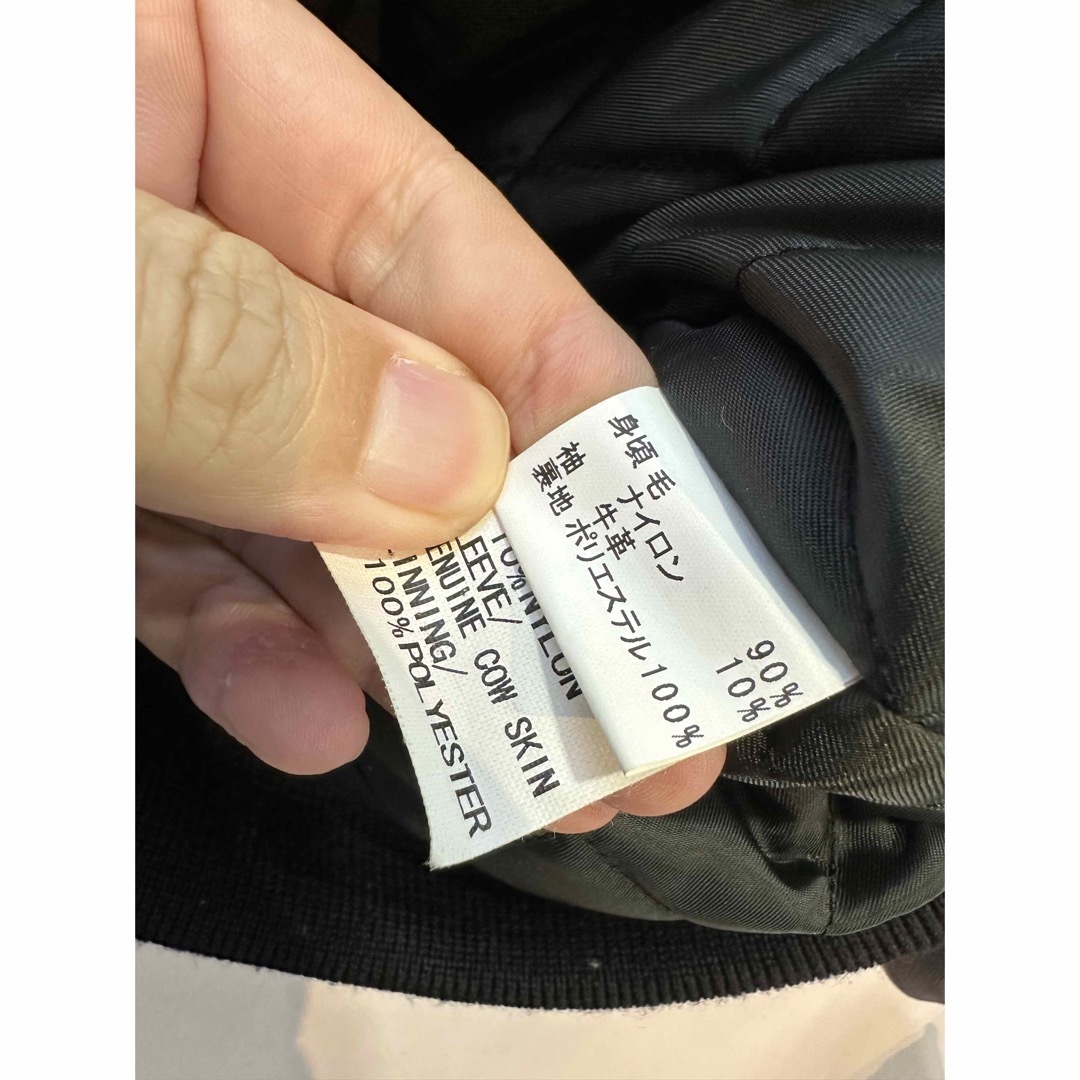 身頃 毛 90%
ナイロン 10%
袖 牛革
裏地 ポリエステル100%
10%NYLON
LEEVE/
ENUINE COW SKIN
INNING/
100%POLYESTER